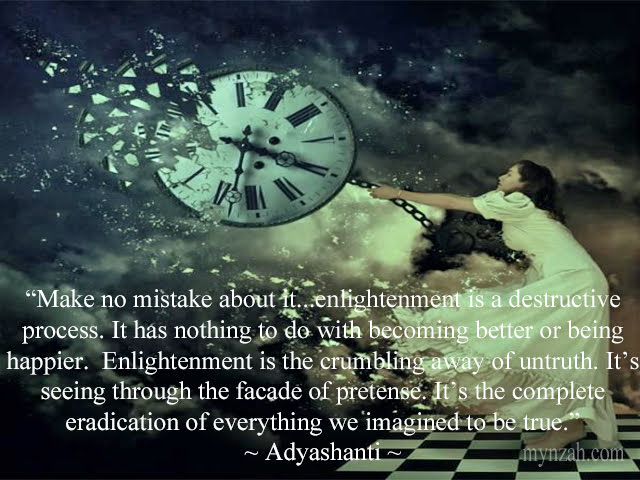 “Make no mistake about it...enlightenment is a destructive
process. It has nothing to do with becoming better or being
happier.  Enlightenment is the crumbling away of untruth. It’s
seeing through the facade of pretense. It’s the complete
eradication of everything we imagined to be true.”
~ Adyashanti ~
mynzah.com